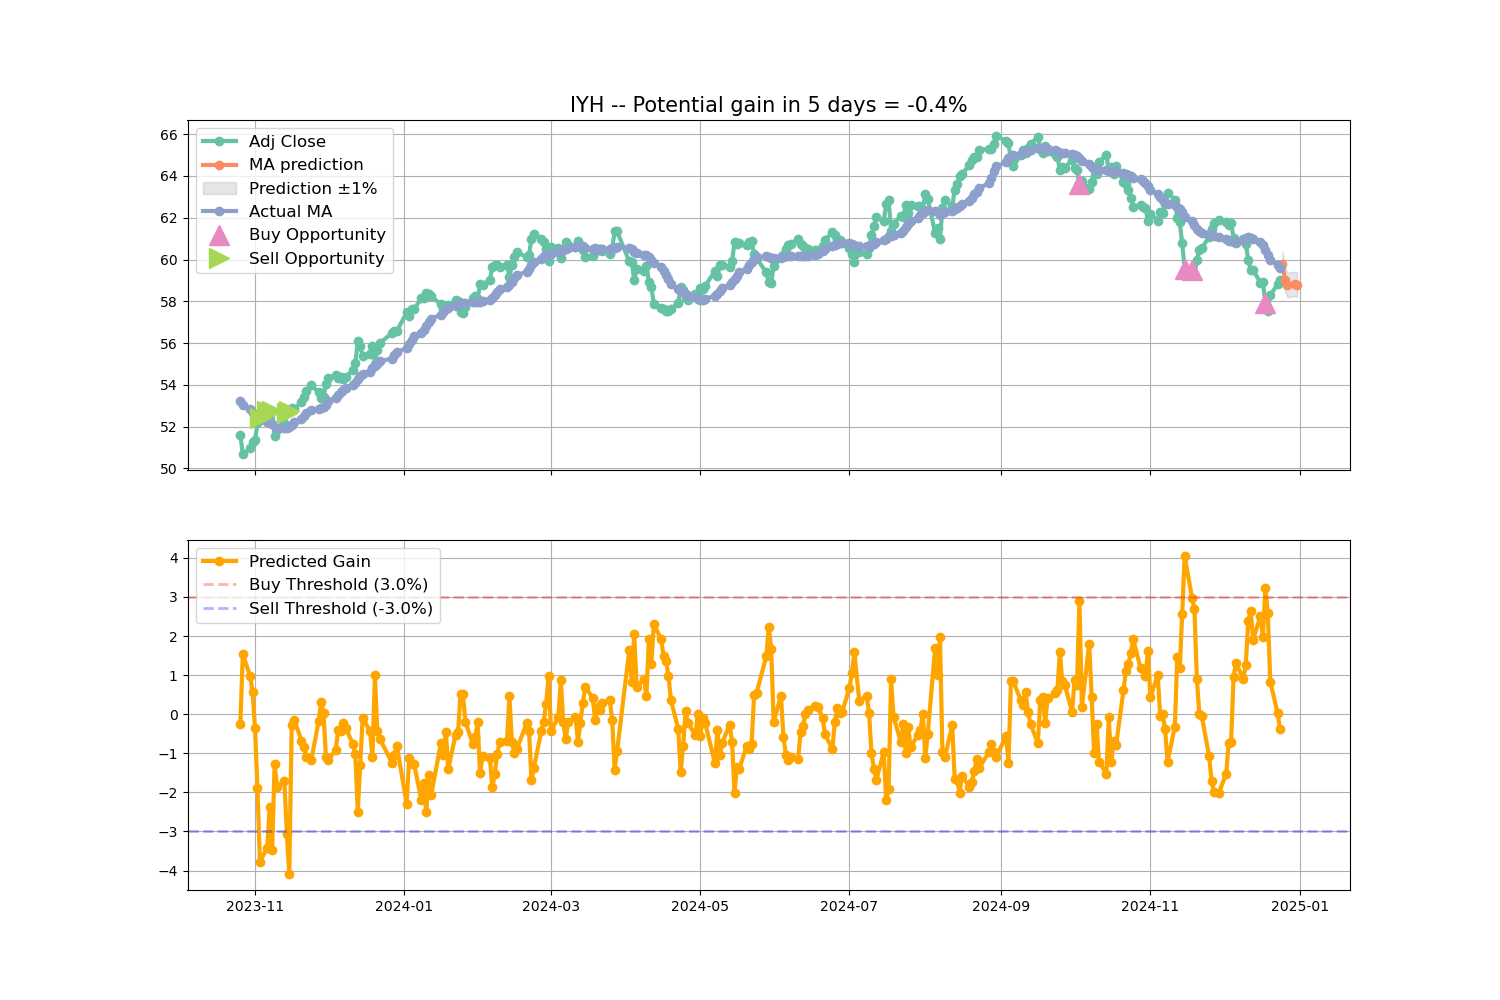 IYH -- Potential gain in 5 days = -0.4%
66
64
62
60
58
56
54
52
50
Adj Close
MA prediction
Prediction ±1%
Actual MA
Buy Opportunity
Sell Opportunity
4
3
2
1
0
−1
−2
−3
−4
Predicted Gain
Buy Threshold (3.0%)
Sell Threshold (-3.0%)
2023-11
2024-01
2024-03
2024-05
2024-07
2024-09
2024-11
2025-01